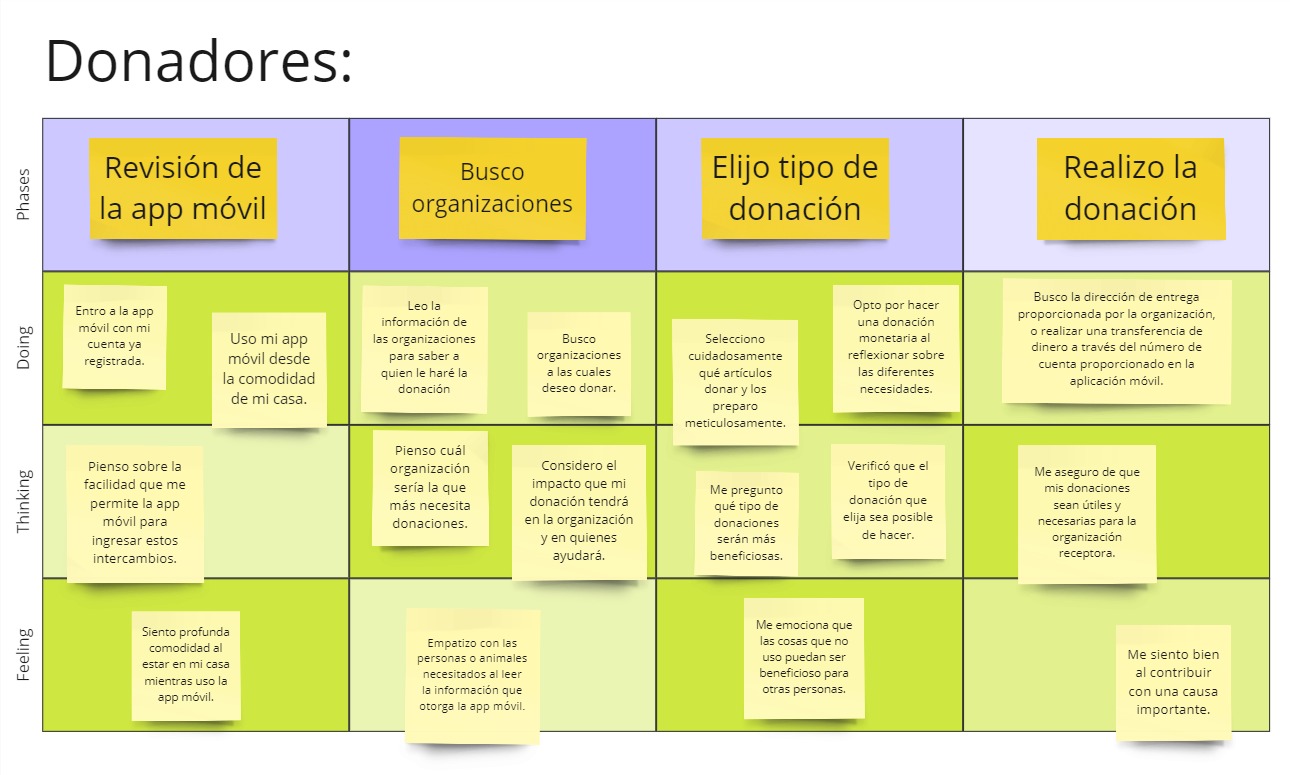 Donadores:
Phases
Revisión de
la app móvil
Busco
organizaciones
Elijo tipo de
donación
Realizo la
donación
Doing
Entro a la app
móvil con mi
cuenta ya
registrada.
Uso mi app
móvil desde
la comodidad
de mi casa.
Leo la
información de
las organizaciones
para saber a
quien le haré la
donación
Busco
organizaciones
a las cuales
deseo donar.
Selecciono
cuidadosamente
qué artículos
donar y los
preparo
meticulosamente.
Opto por hacer
una donación
monetaria al
reflexionar sobre
las diferentes
necesidades.
Busco la dirección de entrega
proporcionada por la organización,
o realizar una transferencia de
dinero a través del número de
cuenta proporcionado en la
aplicación móvil.
Thinking
Pienso sobre la
facilidad que me
permite la app
móvil para
ingresar estos
intercambios.
Pienso cuál
organización
sería la que
más necesita
donaciones.
Considero el
impacto que mi
donación tendrá
en la organización
y en quienes
ayudará.
Me pregunto
qué tipo de
donaciones
serán más
beneficiosas.
Verificó que el
tipo de
donación que
elija sea posible
de hacer.
Me aseguro de que
mis donaciones
sean útiles y
necesarias para la
organización
receptora.
Feeling
Siento profunda
comodidad al
estar en mi casa
mientras uso la
app móvil.
Empatizo con las
personas o animales
necesitados al leer
la información que
otorga la app móvil.
Me emociona que
las cosas que no
uso puedan ser
beneficioso para
otras personas.
Me siento bien
al contribuir
con una causa
importante.